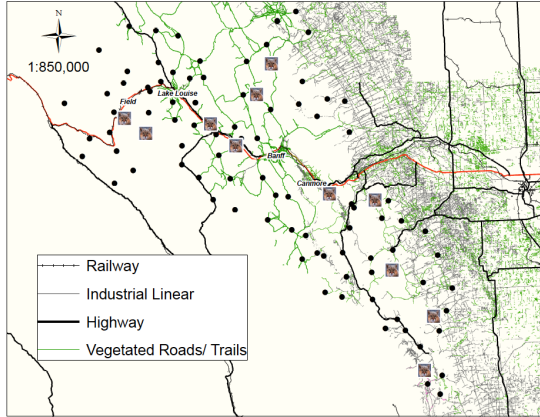 N
1:850,000
Lake Louise
Field
Banff
Canmore
Railway
Industrial Linear
Highway
Vegetated Roads/ Trails